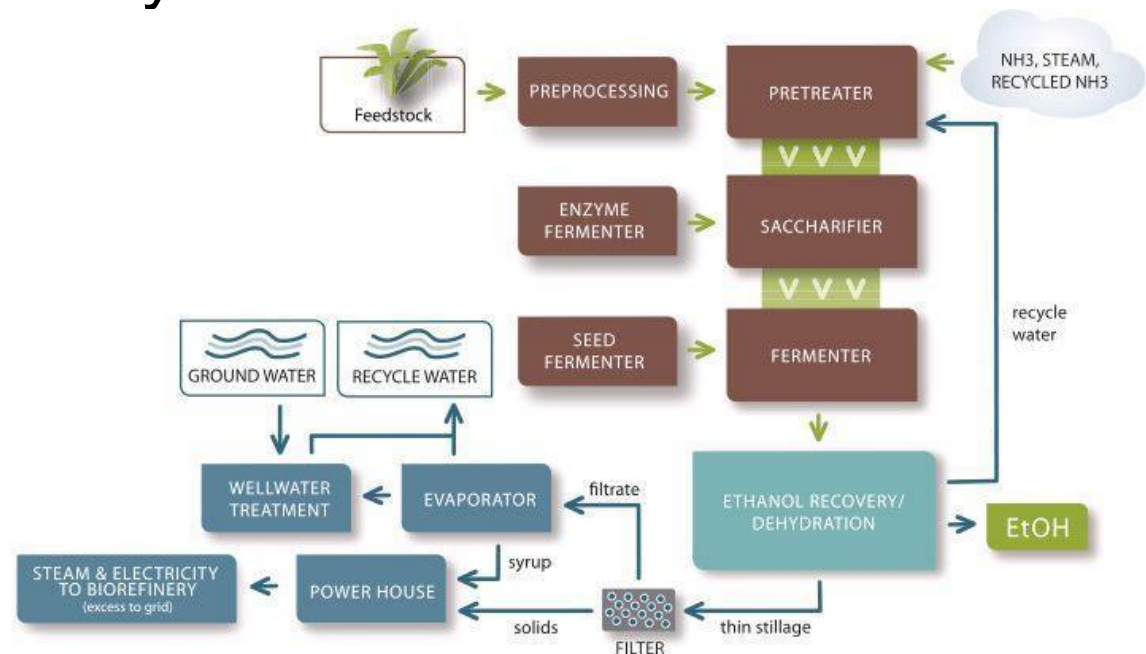 NH3, STEAM,
RECYCLED NH3
Feedstock
PREPROCESSING
PRETREATER
ENZYME
FERMENTER
SACCHARIFIER
recycle
water
SEED
FERMENTER
FERMENTER
GROUND WATER
RECYCLE WATER
WELLWATER
TREATMENT
EVAPORATOR
filtrate
ETHANOL RECOVERY/
DEHYDRATION
EtOH
STEAM & ELECTRICITY
TO BIOREFINERY
(excess to grid)
POWER HOUSE
syrup
solids
FILTER
thin stillage